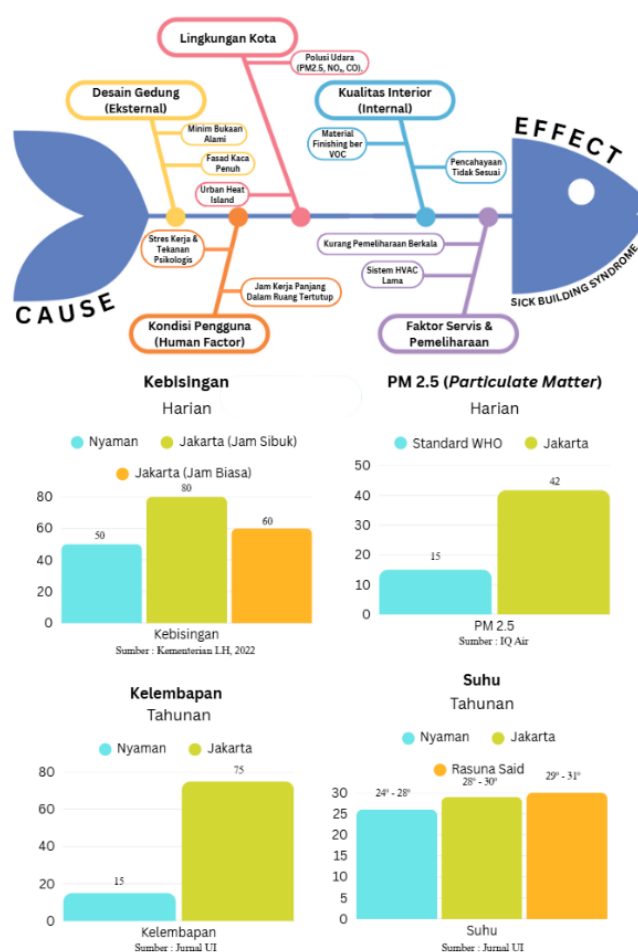 Lingkungan Kota
Polusi Udara
(PM2.5, NO₂, CO),
Desain Gedung
(Eksternal)
Minim Bukaan
Alami
Fasad Kaca
Penuh
Urban Heat
Island
Kualitas Interior
(Internal)
Material
Finishing ber
VOC
Pencahayaan
Tidak Sesuai
EFFECT
SICK BUILDING SYNDROME
CAUSE
Stres Kerja &
Tekanan
Psikologis
Jam Kerja Panjang
Dalam Ruang Tertutup
Kondisi Pengguna
(Human Factor)
Kurang Pemeliharaan Berkala
Sistem HVAC
Lama
Faktor Servis &
Pemeliharaan
Kebisingan
Harian
Nyaman
Jakarta (Jam Sibuk)
Jakarta (Jam Biasa)
80
60
40
20
0
50
80
60
Kebisingan
Sumber : Kementerian LH, 2022
PM 2.5 (Particulate Matter)
Harian
Standard WHO
Jakarta
50
40
30
20
10
0
15
42
PM 2.5
Sumber : IQ Air
Kelembapan
Tahunan
Nyaman
Jakarta
80
60
40
20
0
15
75
Kelembapan
Sumber : Jurnal UI
Suhu
Tahunan
Nyaman
Jakarta
Rasuna Said
30
25
20
15
10
5
0
24º - 28º
28º - 30º
29º - 31º
Suhu
Sumber : Jurnal UI